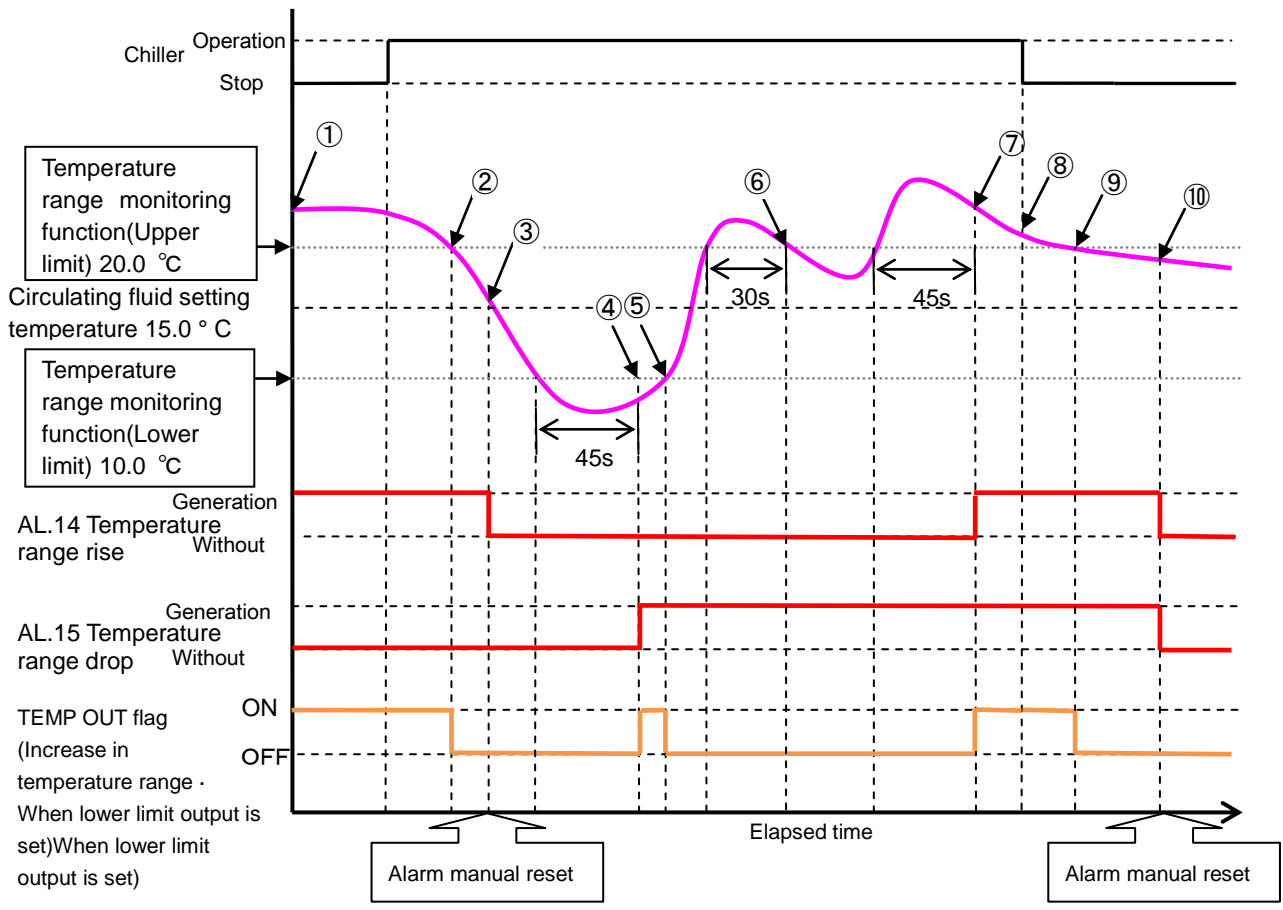 Operation
Chiller
Stop
①
②
③
④
⑤
⑥
⑦
⑧
⑨
⑩
Temperature
range monitoring
function(Upper
limit) 20.0 ℃
Circulating fluid setting
temperature 15.0 ° C
Temperature
range monitoring
function(Lower
limit) 10.0 ℃
30s
45s
45s
Generation
AL.14 Temperature
range rise
Without
Generation
AL.15 Temperature
range drop
Without
TEMP OUT flag
(Increase in
temperature range ·
When lower limit output is
set)When lower limit
output is set)
ON
OFF
Elapsed time
Alarm manual reset
Alarm manual reset